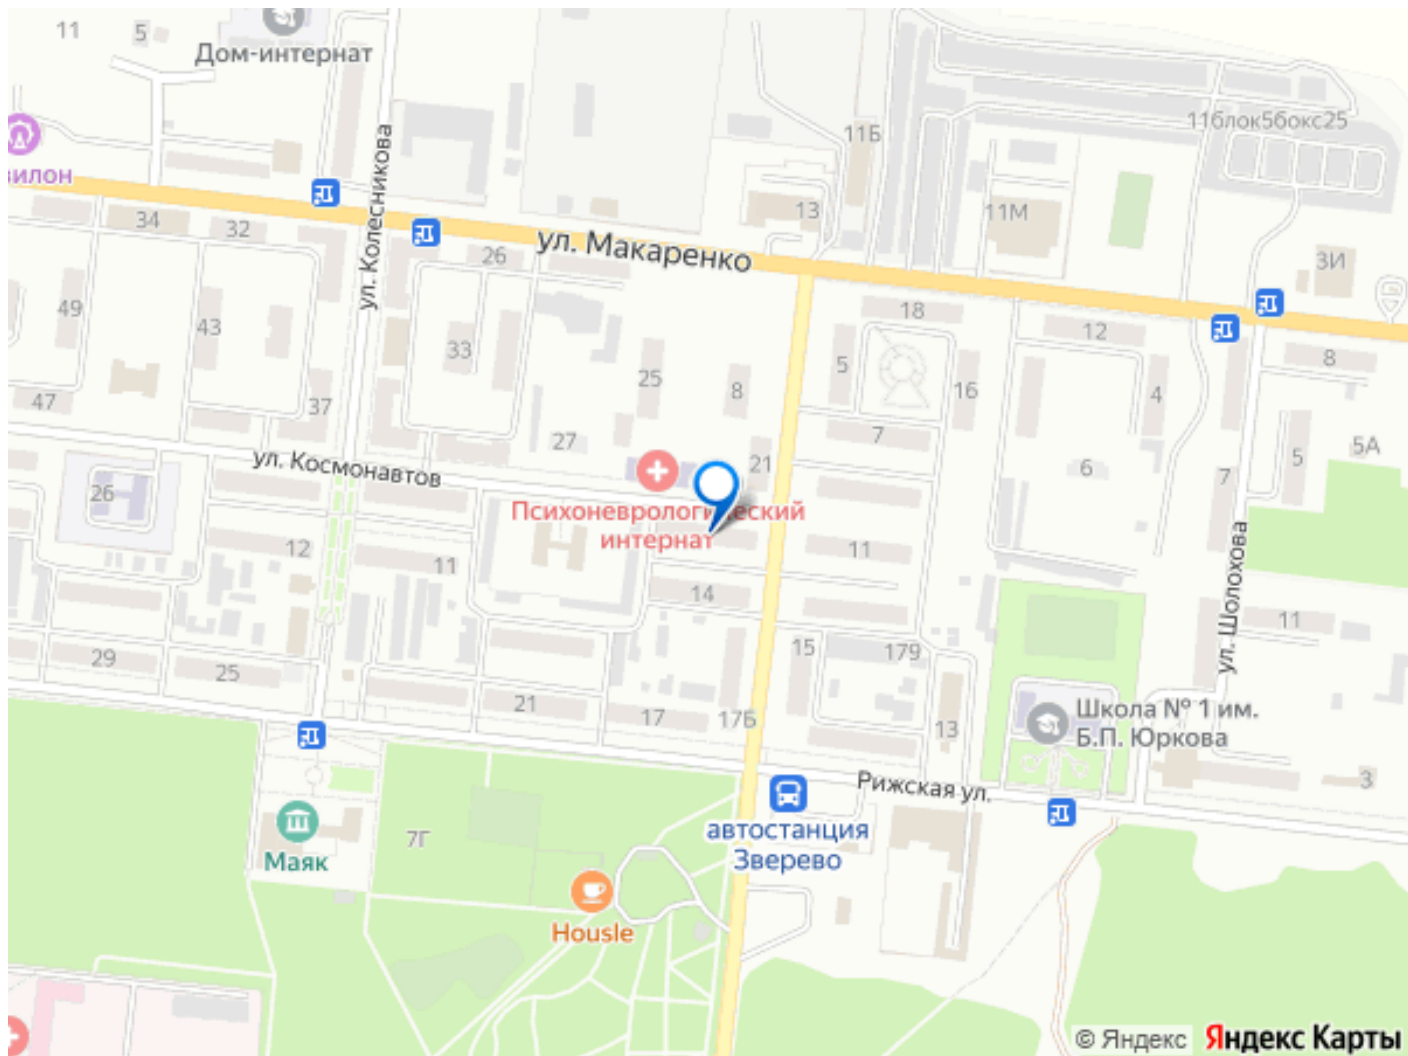 11
5
Дом-интернат
11Б
11блок5бокс25
вилон
ул. Колесникова
34
32
26
ул. Макаренко
13
11М
3И
49
43
33
25
8
5
18
16
12
4
8
47
37
27
21
7
6
7
5
5А
ул. Космонавтов
26
Психоневрологический
интернат
12
11
11
14
ул. Шолохова
11
29
25
21
17
17Б
15
179
13
Школа № 1 им.
Б.П. Юркова
3
Рижская ул.
автостанция
Зверево
Маяк
7Г
Housle
© Яндекс Яндекс Карты